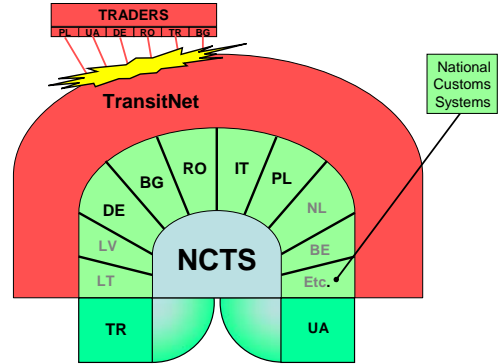 TRADERS
PL UA DE RO TR BG
National
Customs
Systems
TransitNet
RO IT
BG PL
DE NL
LV BE
NCTS
LT Etc.
TR UA